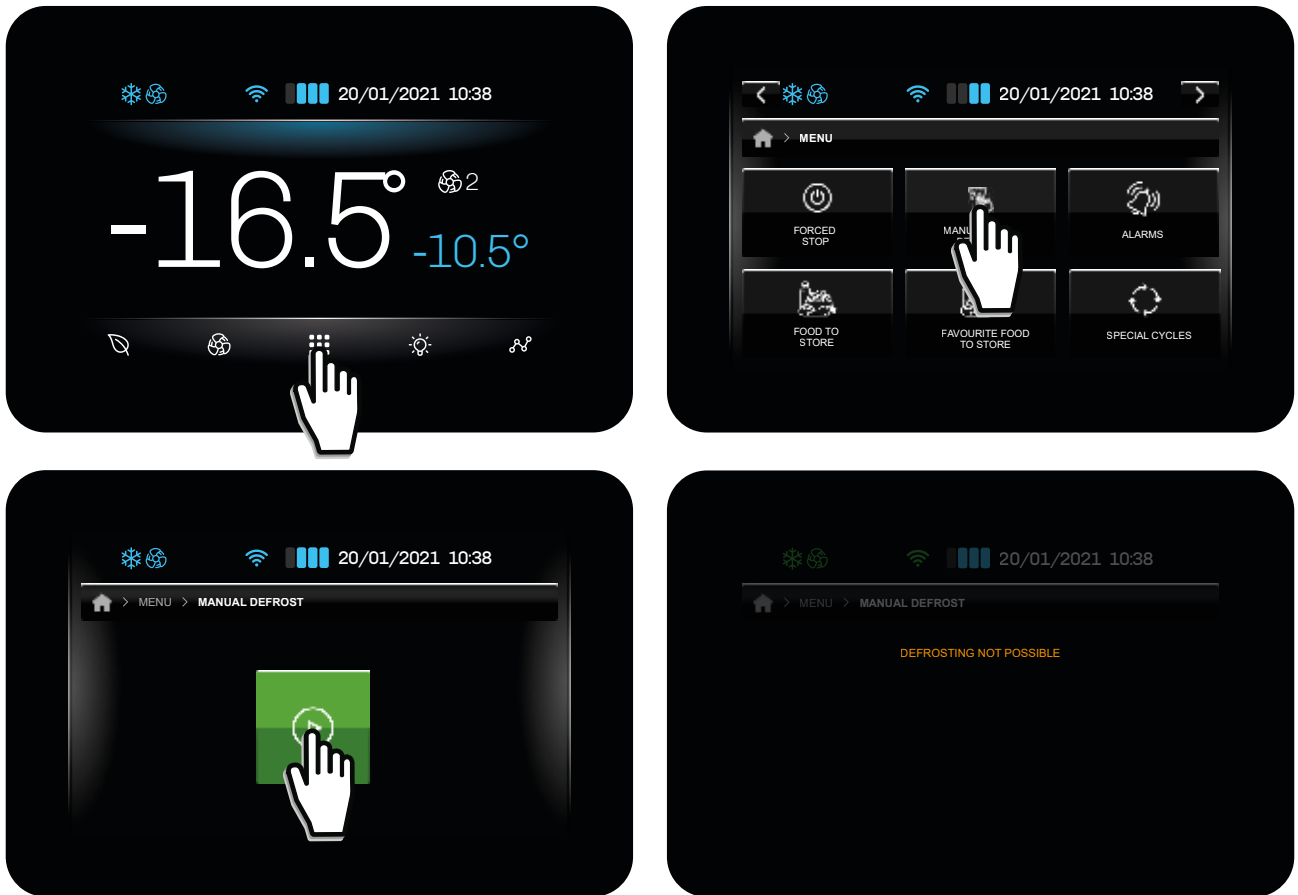 20/01/2021 10:38
-16.5°
2
-10.5°
20/01/2021 10:38
> MENU
FORCED
STOP
ALARMS
FOOD TO
STORE
FAVOURITE FOOD
TO STORE
SPECIAL CYCLES
20/01/2021 10:38
> MENU > MANUAL DEFROST
20/01/2021 10:38
> MENU > MANUAL DEFROST
DEFROSTING NOT POSSIBLE